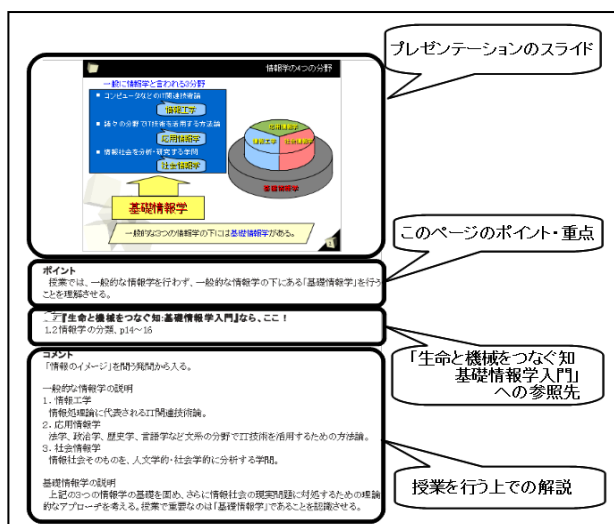 情報学の4つの分野
一般に情報学と言われる3分野
■ コンピュータなどのIT関連技術論
情報工学
■ 諸々の分野でIT技術を活用する方法論
応用情報学
■ 情報社会を分析・研究する学問
社会情報学
応用情報学
情報工学
社会情報学
基礎情報学
基礎情報学
一般的な3つの情報学の下には基礎情報学がある。
プレゼンテーションのスライド
ポイント
授業では、一般的な情報学を行わず、一般的な情報学の下にある「基礎情報学」を行う
ことを理解させる。
このページのポイント・重点
『生命と機械をつなぐ知:基礎情報学入門』なら、ここ！
1.2情報学の分類、p14～16
「生命と機械をつなぐ知
基礎情報学入門」
への参照先
コメント
「情報のイメージ」を問う発問から入る。
一般的な情報学の説明
1. 情報工学
情報処理論に代表されるIT関連技術論。
2. 応用情報学
法学、政治学、歴史学、言語学など文系の分野でIT技術を活用するための方法論。
3. 社会情報学
情報社会そのものを、人文学的・社会学的に分析する学問。
基礎情報学の説明
上記の3つの情報学の基礎を固め、さらに情報社会の現実問題に対処するための理論
的なアプローチを考える。授業で重要なのは「基礎情報学」であることを認識させる。
授業を行う上での解説